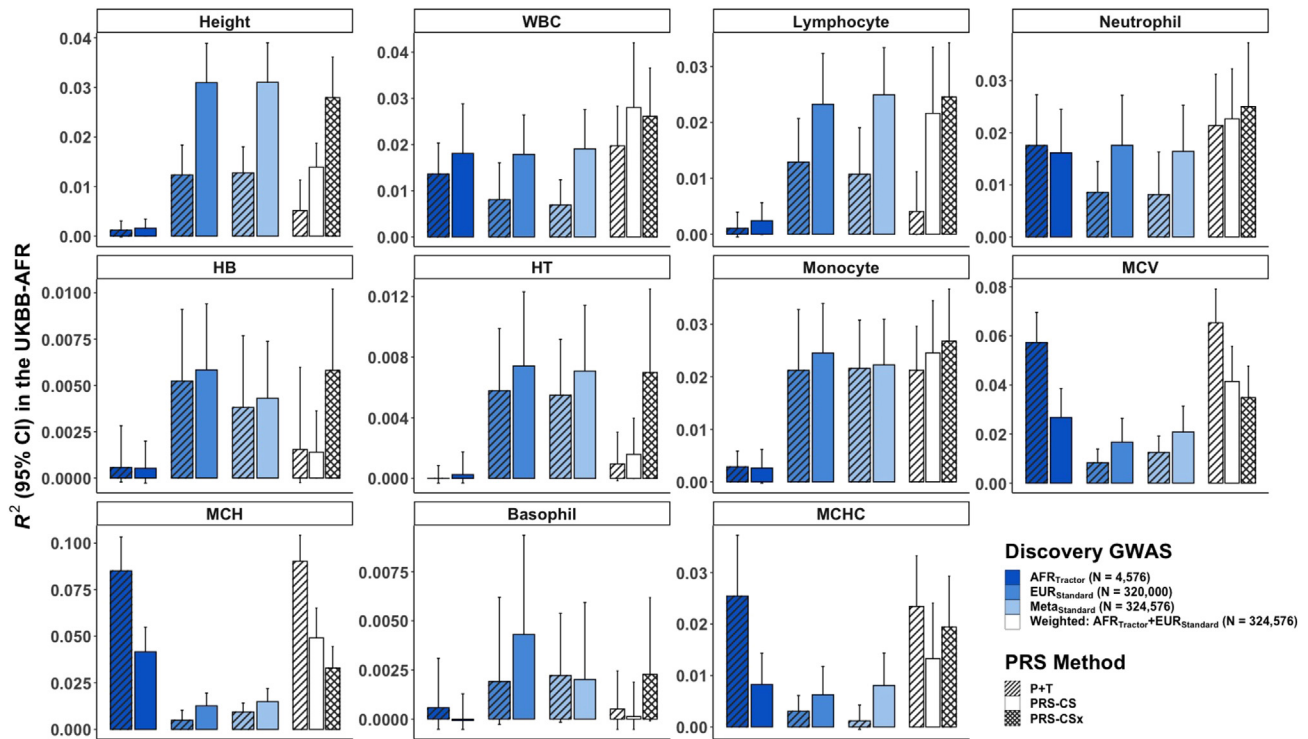 R² (95% CI) in the UKBB-AFR
Height
0.04
0.03
0.02
0.01
0.00
WBC
0.04
0.03
0.02
0.01
0.00
Lymphocyte
0.03
0.02
0.01
0.00
Neutrophil
0.03
0.02
0.01
0.00
HB
0.0100
0.0075
0.0050
0.0025
0.0000
HT
0.012
0.008
0.004
0.000
Monocyte
0.03
0.02
0.01
0.00
MCV
0.08
0.06
0.04
0.02
0.00
MCH
0.100
0.075
0.050
0.025
0.000
Basophil
0.0075
0.0050
0.0025
0.0000
MCHC
0.03
0.02
0.01
0.00
Discovery GWAS
AFRTractor (N = 4,576)
EURStandard (N = 320,000)
MetaStandard (N = 324,576)
Weighted: AFRTractor+EURStandard (N = 324,576)
PRS Method
P+T
PRS-CS
PRS-CSx